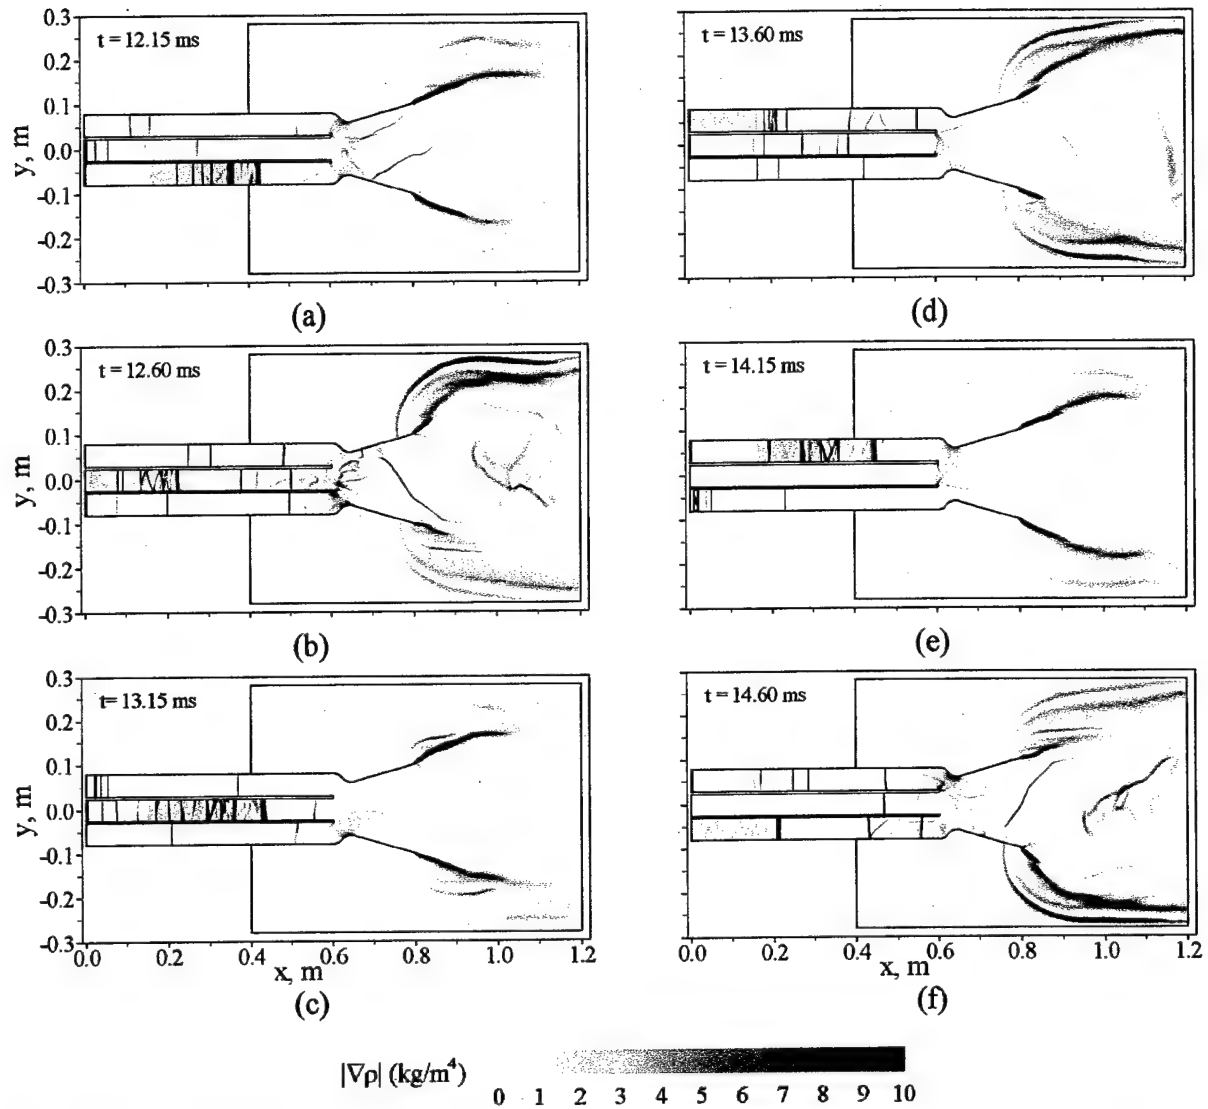 t = 12.15 ms
0.3
0.2
0.1
0.0
-0.1
-0.2
-0.3
y, m
(a)
t = 12.60 ms
0.3
0.2
0.1
0.0
-0.1
-0.2
-0.3
y, m
(b)
t= 13.15 ms
0.3
0.2
0.1
0.0
-0.1
-0.2
-0.3
y, m
0.0 0.2 0.4 0.6 0.8 1.0 1.2
x, m
(c)
t = 13.60 ms
(d)
t = 14.15 ms
(e)
t = 14.60 ms
0.0 0.2 0.4 0.6 0.8 1.0 1.2
x, m
(f)
|∇ρ| (kg/m⁴)
0 1 2 3 4 5 6 7 8 9 10